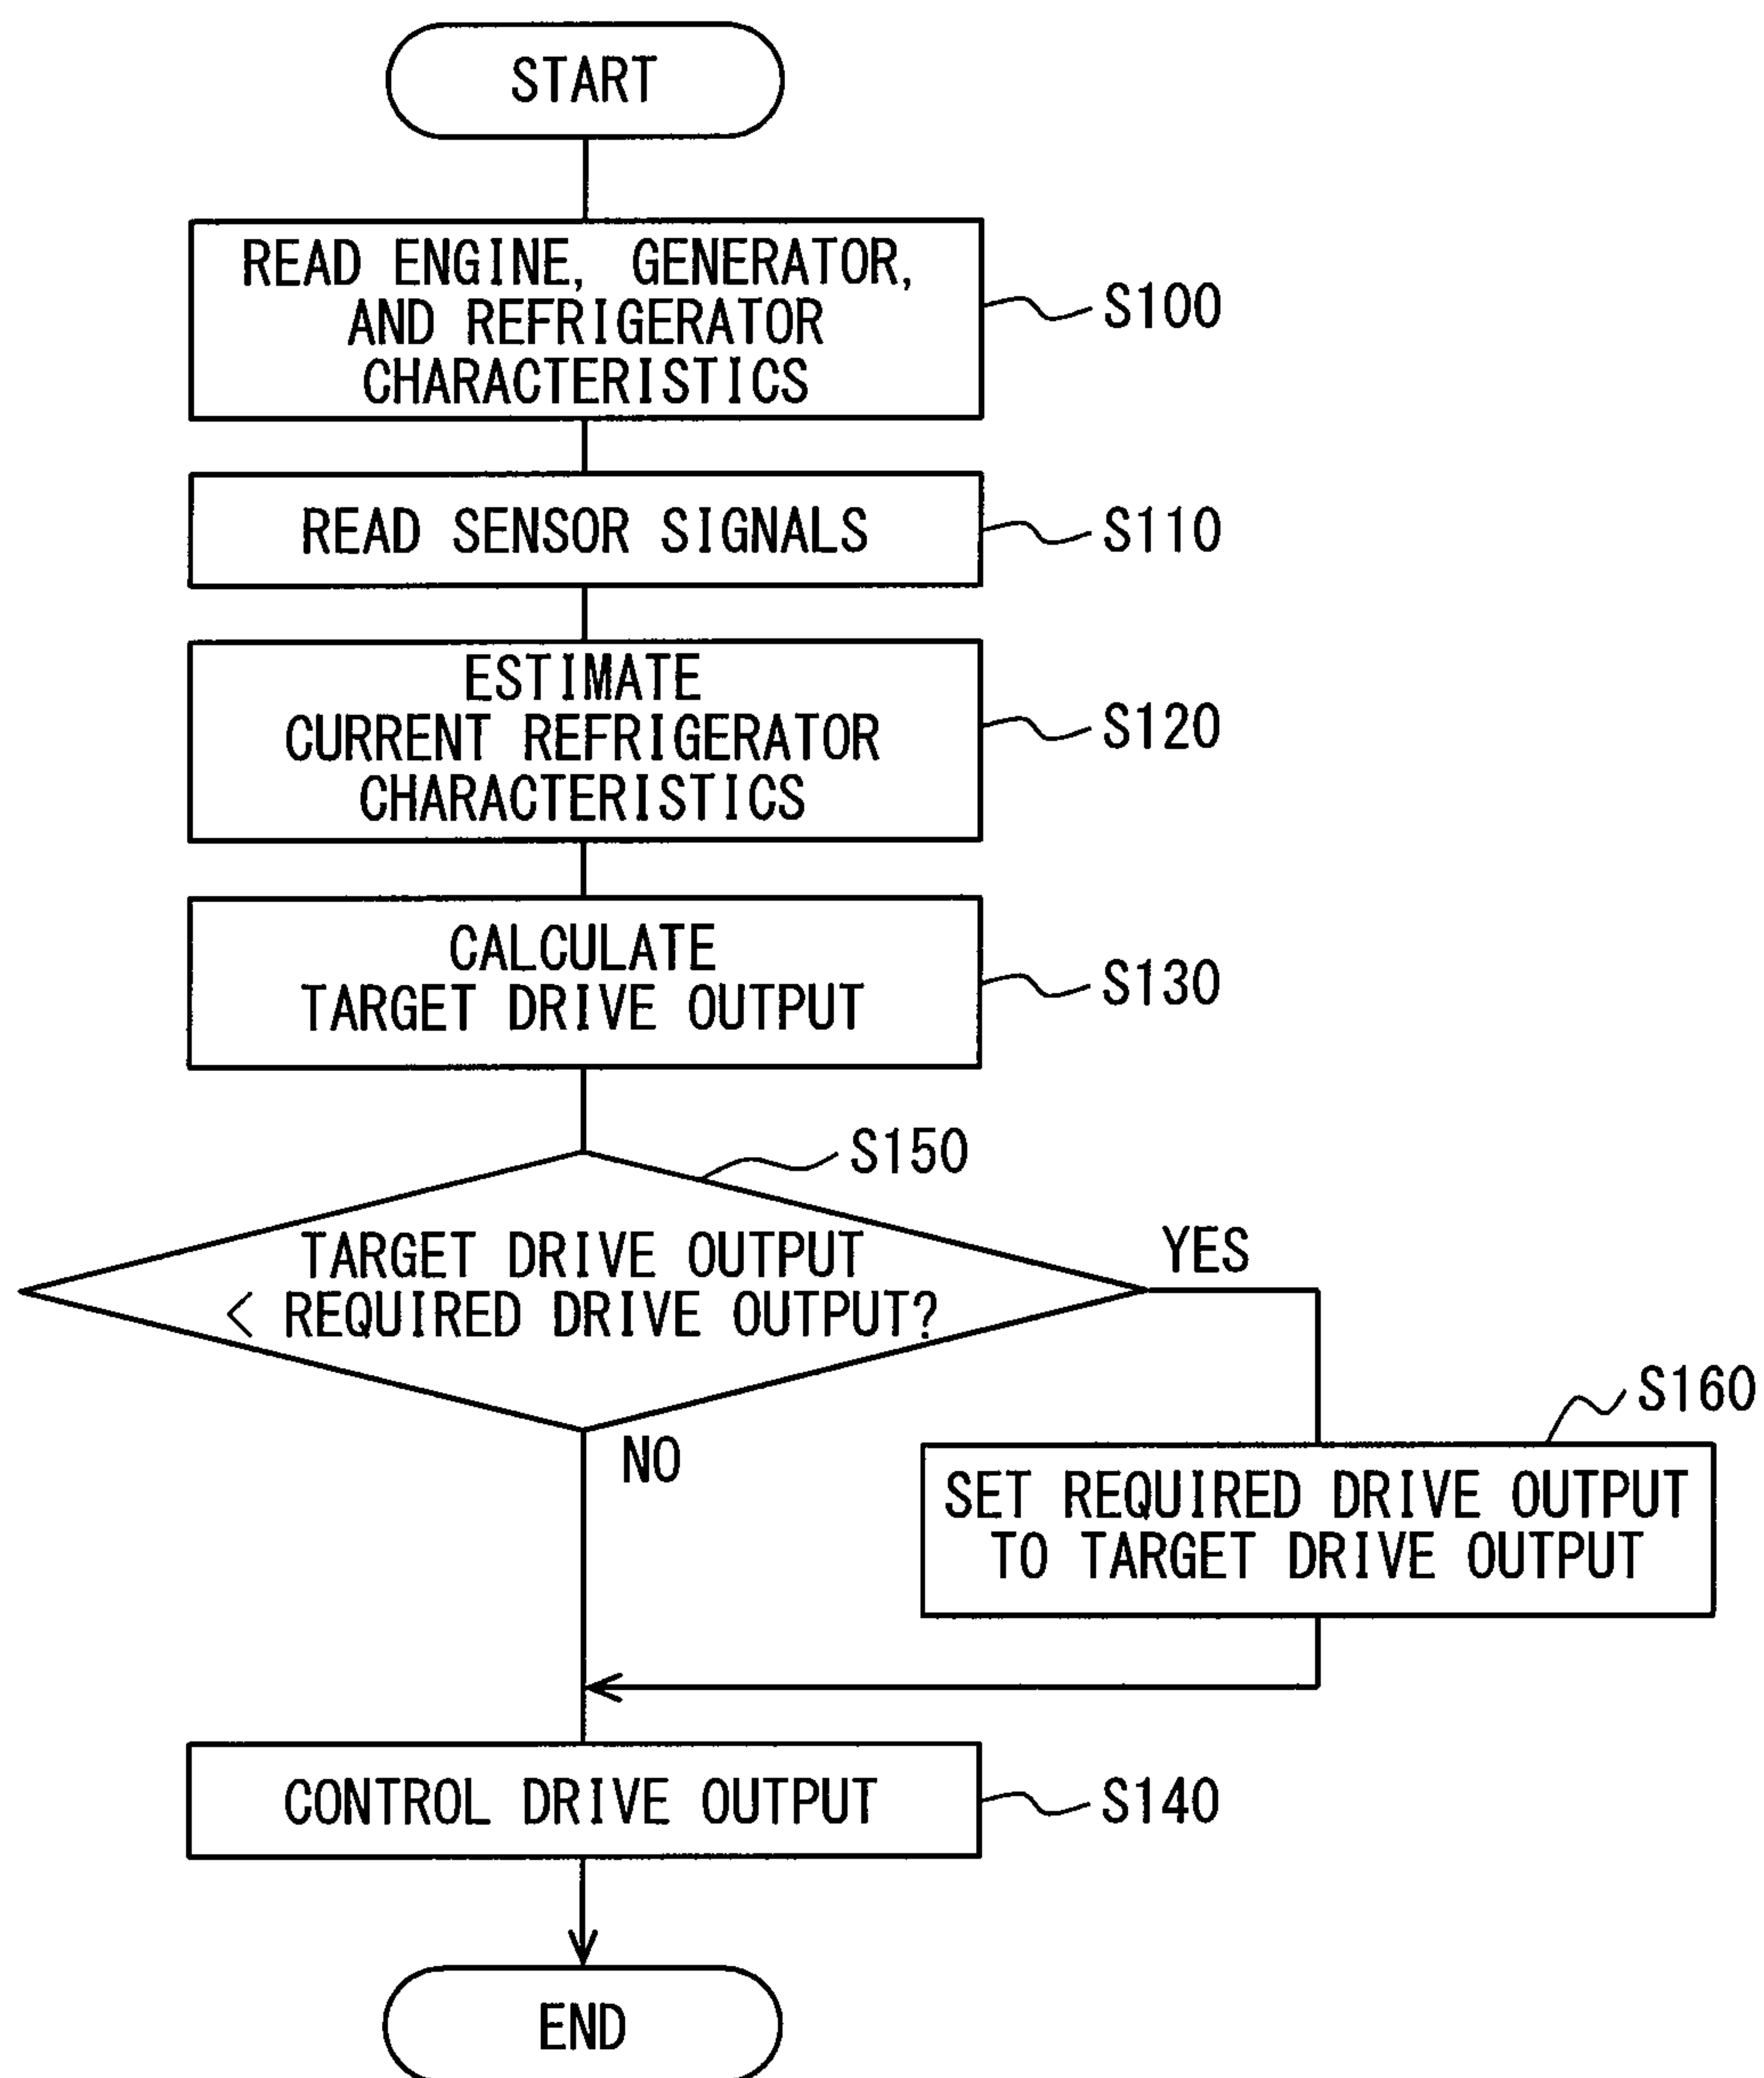 START
READ ENGINE, GENERATOR,
AND REFRIGERATOR
CHARACTERISTICS
S100
READ SENSOR SIGNALS
S110
ESTIMATE
CURRENT REFRIGERATOR
CHARACTERISTICS
S120
CALCULATE
TARGET DRIVE OUTPUT
S130
S150
TARGET DRIVE OUTPUT
< REQUIRED DRIVE OUTPUT?
YES
NO
S160
SET REQUIRED DRIVE OUTPUT
TO TARGET DRIVE OUTPUT
CONTROL DRIVE OUTPUT
S140
END